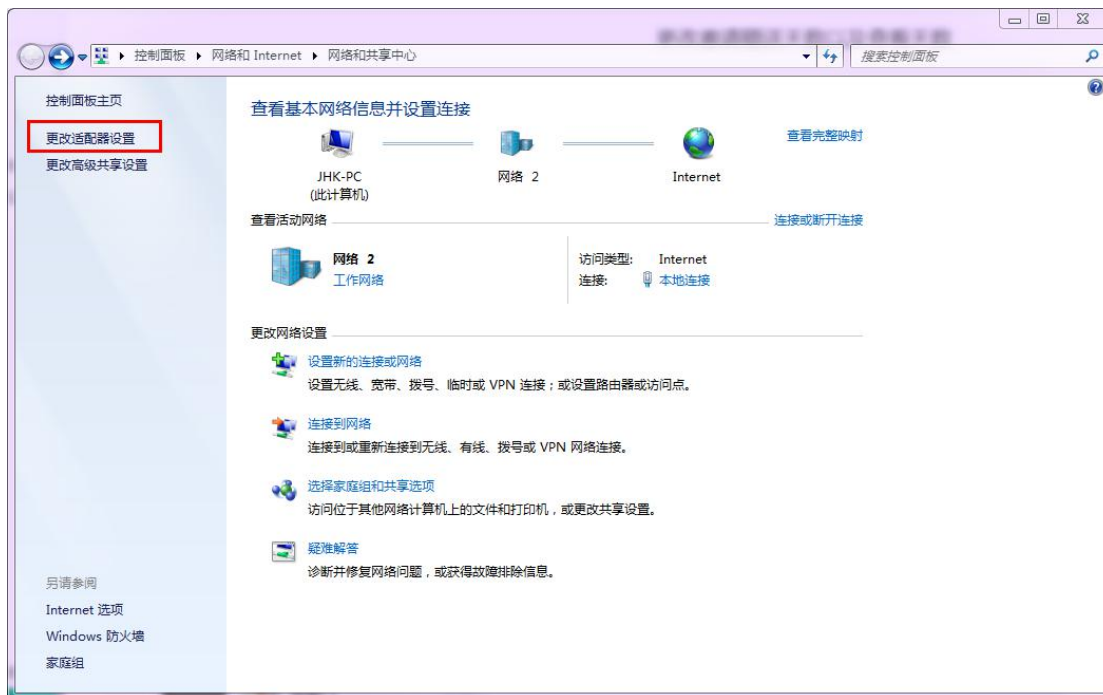 控制面板 ▸ 网络和 Internet ▸ 网络和共享中心
搜索控制面板
控制面板主页
更改适配器设置
更改高级共享设置
查看基本网络信息并设置连接
查看完整映射
JHK-PC
(此计算机)
网络 2
Internet
查看活动网络
连接或断开连接
网络 2
工作网络
访问类型: Internet
连接: 本地连接
更改网络设置
设置新的连接或网络
设置无线、宽带、拨号、临时或 VPN 连接；或设置路由器或访问点。
连接到网络
连接到或重新连接到无线、有线、拨号或 VPN 网络连接。
选择家庭组和共享选项
访问位于其他网络计算机上的文件和打印机，或更改共享设置。
疑难解答
诊断并修复网络问题，或获得故障排除信息。
另请参阅
Internet 选项
Windows 防火墙
家庭组